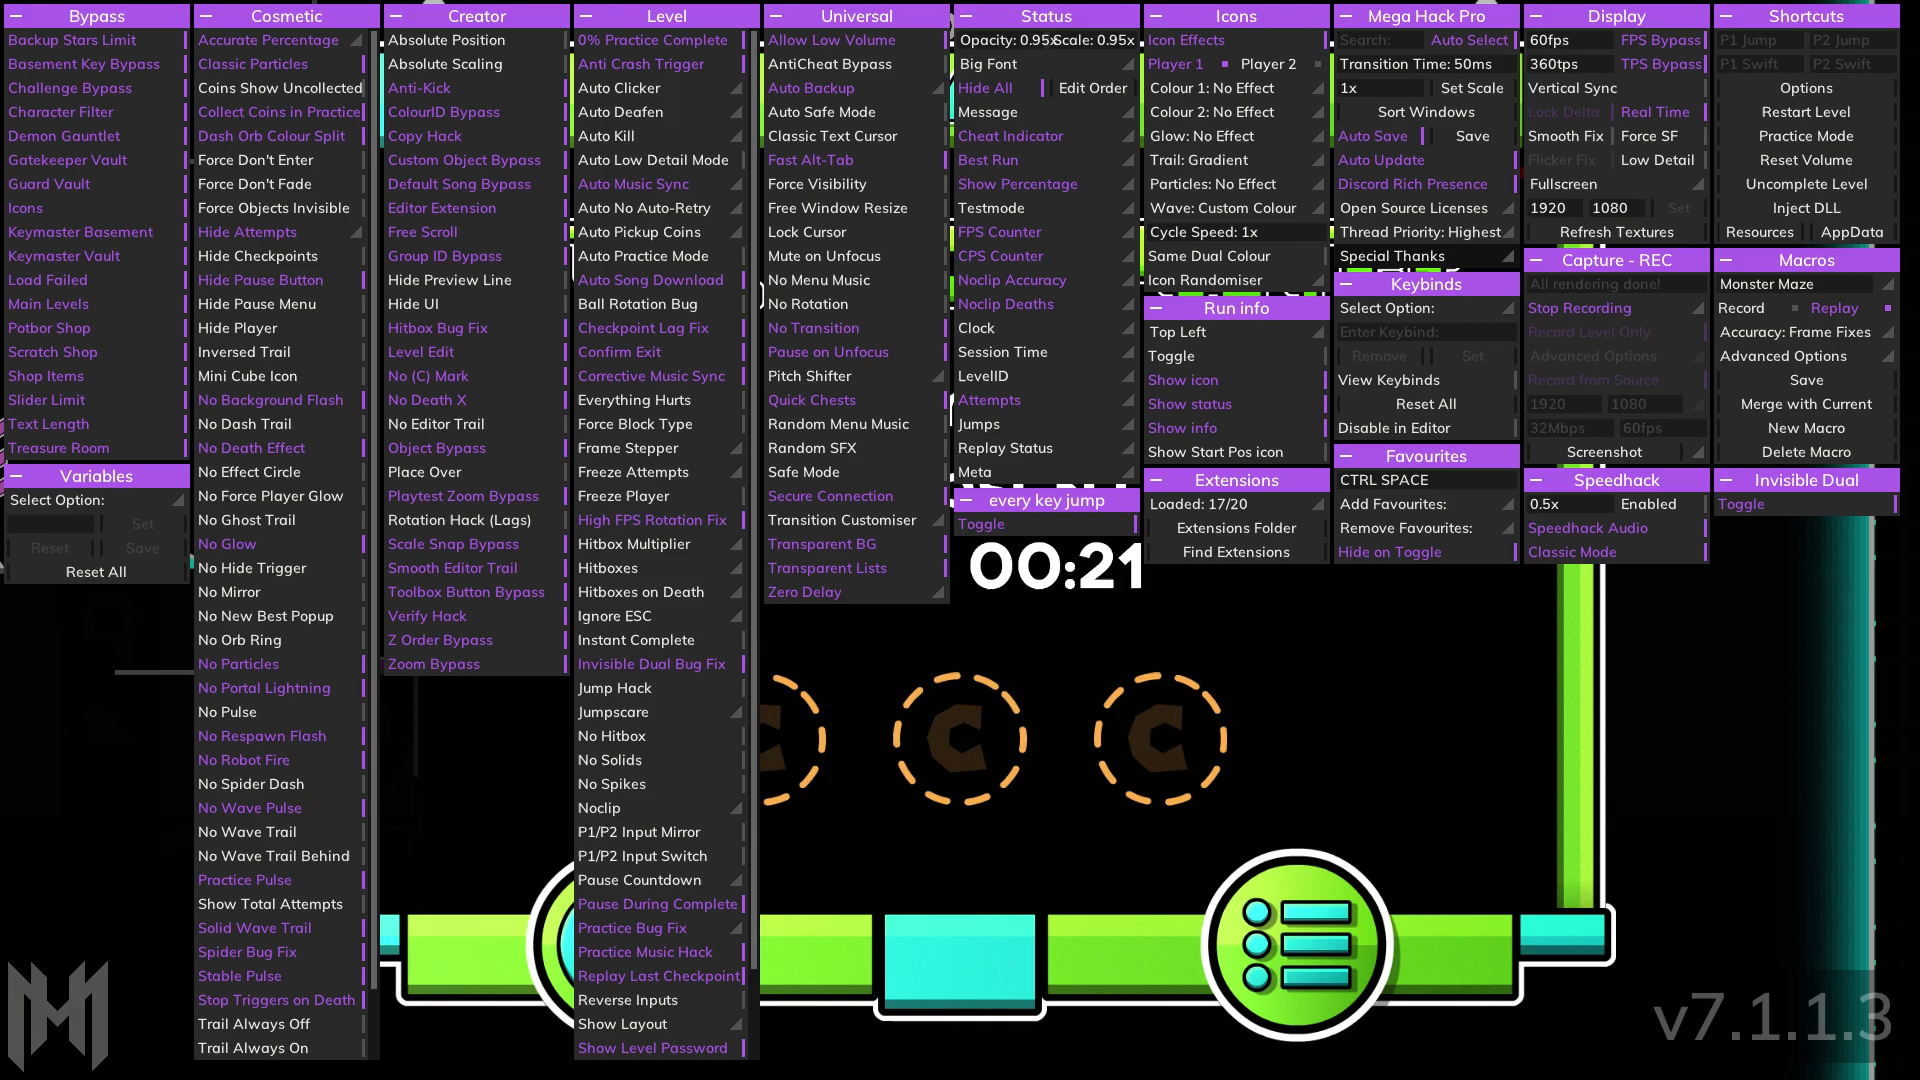 Bypass
Backup Stars Limit
Basement Key Bypass
Challenge Bypass
Character Filter
Demon Gauntlet
Gatekeeper Vault
Guard Vault
Icons
Keymaster Basement
Keymaster Vault
Load Failed
Main Levels
Potbor Shop
Scratch Shop
Shop Items
Slider Limit
Text Length
Treasure Room
Variables
Select Option:
Set
Reset Save
Reset All
Cosmetic
Accurate Percentage
Classic Particles
Coins Show Uncollected
Collect Coins in Practice
Dash Orb Colour Split
Force Don't Enter
Force Don't Fade
Force Objects Invisible
Hide Attempts
Hide Checkpoints
Hide Pause Button
Hide Pause Menu
Hide Player
Inversed Trail
Mini Cube Icon
No Background Flash
No Dash Trail
No Death Effect
No Effect Circle
No Force Player Glow
No Ghost Trail
No Glow
No Hide Trigger
No Mirror
No New Best Popup
No Orb Ring
No Particles
No Portal Lightning
No Pulse
No Respawn Flash
No Robot Fire
No Spider Dash
No Wave Pulse
No Wave Trail
No Wave Trail Behind
Practice Pulse
Show Total Attempts
Solid Wave Trail
Spider Bug Fix
Stable Pulse
Stop Triggers on Death
Trail Always Off
Trail Always On
Creator
Absolute Position
Absolute Scaling
Anti-Kick
ColourID Bypass
Copy Hack
Custom Object Bypass
Default Song Bypass
Editor Extension
Free Scroll
Group ID Bypass
Hide Preview Line
Hide UI
Hitbox Bug Fix
Level Edit
No (C) Mark
No Death X
No Editor Trail
Object Bypass
Place Over
Playtest Zoom Bypass
Rotation Hack (Lags)
Scale Snap Bypass
Smooth Editor Trail
Toolbox Button Bypass
Verify Hack
Z Order Bypass
Zoom Bypass
Level
0% Practice Complete
Anti Crash Trigger
Auto Clicker
Auto Deafen
Auto Kill
Auto Low Detail Mode
Auto Music Sync
Auto No Auto-Retry
Auto Pickup Coins
Auto Practice Mode
Auto Song Download
Ball Rotation Bug
Checkpoint Lag Fix
Confirm Exit
Corrective Music Sync
Everything Hurts
Force Block Type
Frame Stepper
Freeze Attempts
Freeze Player
High FPS Rotation Fix
Hitbox Multiplier
Hitboxes
Hitboxes on Death
Ignore ESC
Instant Complete
Invisible Dual Bug Fix
Jump Hack
Jumpscare
No Hitbox
No Solids
No Spikes
Noclip
P1/P2 Input Mirror
P1/P2 Input Switch
Pause Countdown
Pause During Complete
Practice Bug Fix
Practice Music Hack
Replay Last Checkpoint
Reverse Inputs
Show Layout
Show Level Password
Universal
Allow Low Volume
AntiCheat Bypass
Auto Backup
Auto Safe Mode
Classic Text Cursor
Fast Alt-Tab
Force Visibility
Free Window Resize
Lock Cursor
Mute on Unfocus
No Menu Music
No Rotation
No Transition
Pause on Unfocus
Pitch Shifter
Quick Chests
Random Menu Music
Random SFX
Safe Mode
Secure Connection
Transition Customiser
Transparent BG
Transparent Lists
Zero Delay
Status
Opacity: 0.95x Scale: 0.95x
Big Font
Hide All Edit Order
Message
Cheat Indicator
Best Run
Show Percentage
Testmode
FPS Counter
CPS Counter
Noclip Accuracy
Noclip Deaths
Clock
Session Time
LevelID
Attempts
Jumps
Replay Status
Meta
every key jump
Toggle
00:21
Icons
Icon Effects
Player 1 Player 2
Colour 1: No Effect
Colour 2: No Effect
Glow: No Effect
Trail: Gradient
Particles: No Effect
Wave: Custom Colour
Cycle Speed: 1x
Same Dual Colour
Icon Randomiser
Run info
Top Left
Toggle
Show icon
Show status
Show info
Show Start Pos icon
Extensions
Loaded: 17/20
Extensions Folder
Find Extensions
Mega Hack Pro
Search: Auto Select
Transition Time: 50ms
1x Set Scale
Sort Windows
Auto Save Save
Auto Update
Discord Rich Presence
Open Source Licenses
Thread Priority: Highest
Special Thanks
Keybinds
Select Option:
Enter Keybind:
Remove Set
View Keybinds
Reset All
Disable in Editor
Favourites
CTRL SPACE
Add Favourites:
Remove Favourites:
Hide on Toggle
Display
60fps FPS Bypass
360tps TPS Bypass
Vertical Sync
Lock Delta Real Time
Smooth Fix Force SF
Flicker Fix Low Detail
Fullscreen
1920 1080 Set
Refresh Textures
Capture - REC
All rendering done!
Stop Recording
Record Level Only
Advanced Options
Record from Source
1920 1080
32Mbps 60fps
Screenshot
Speedhack
0.5x Enabled
Speedhack Audio
Classic Mode
Shortcuts
P1 Jump P2 Jump
P1 Swift P2 Swift
Options
Restart Level
Practice Mode
Reset Volume
Uncomplete Level
Inject DLL
Resources AppData
Macros
Monster Maze
Record Replay
Accuracy: Frame Fixes
Advanced Options
Save
Merge with Current
New Macro
Delete Macro
Invisible Dual
Toggle
v7.1.1.3